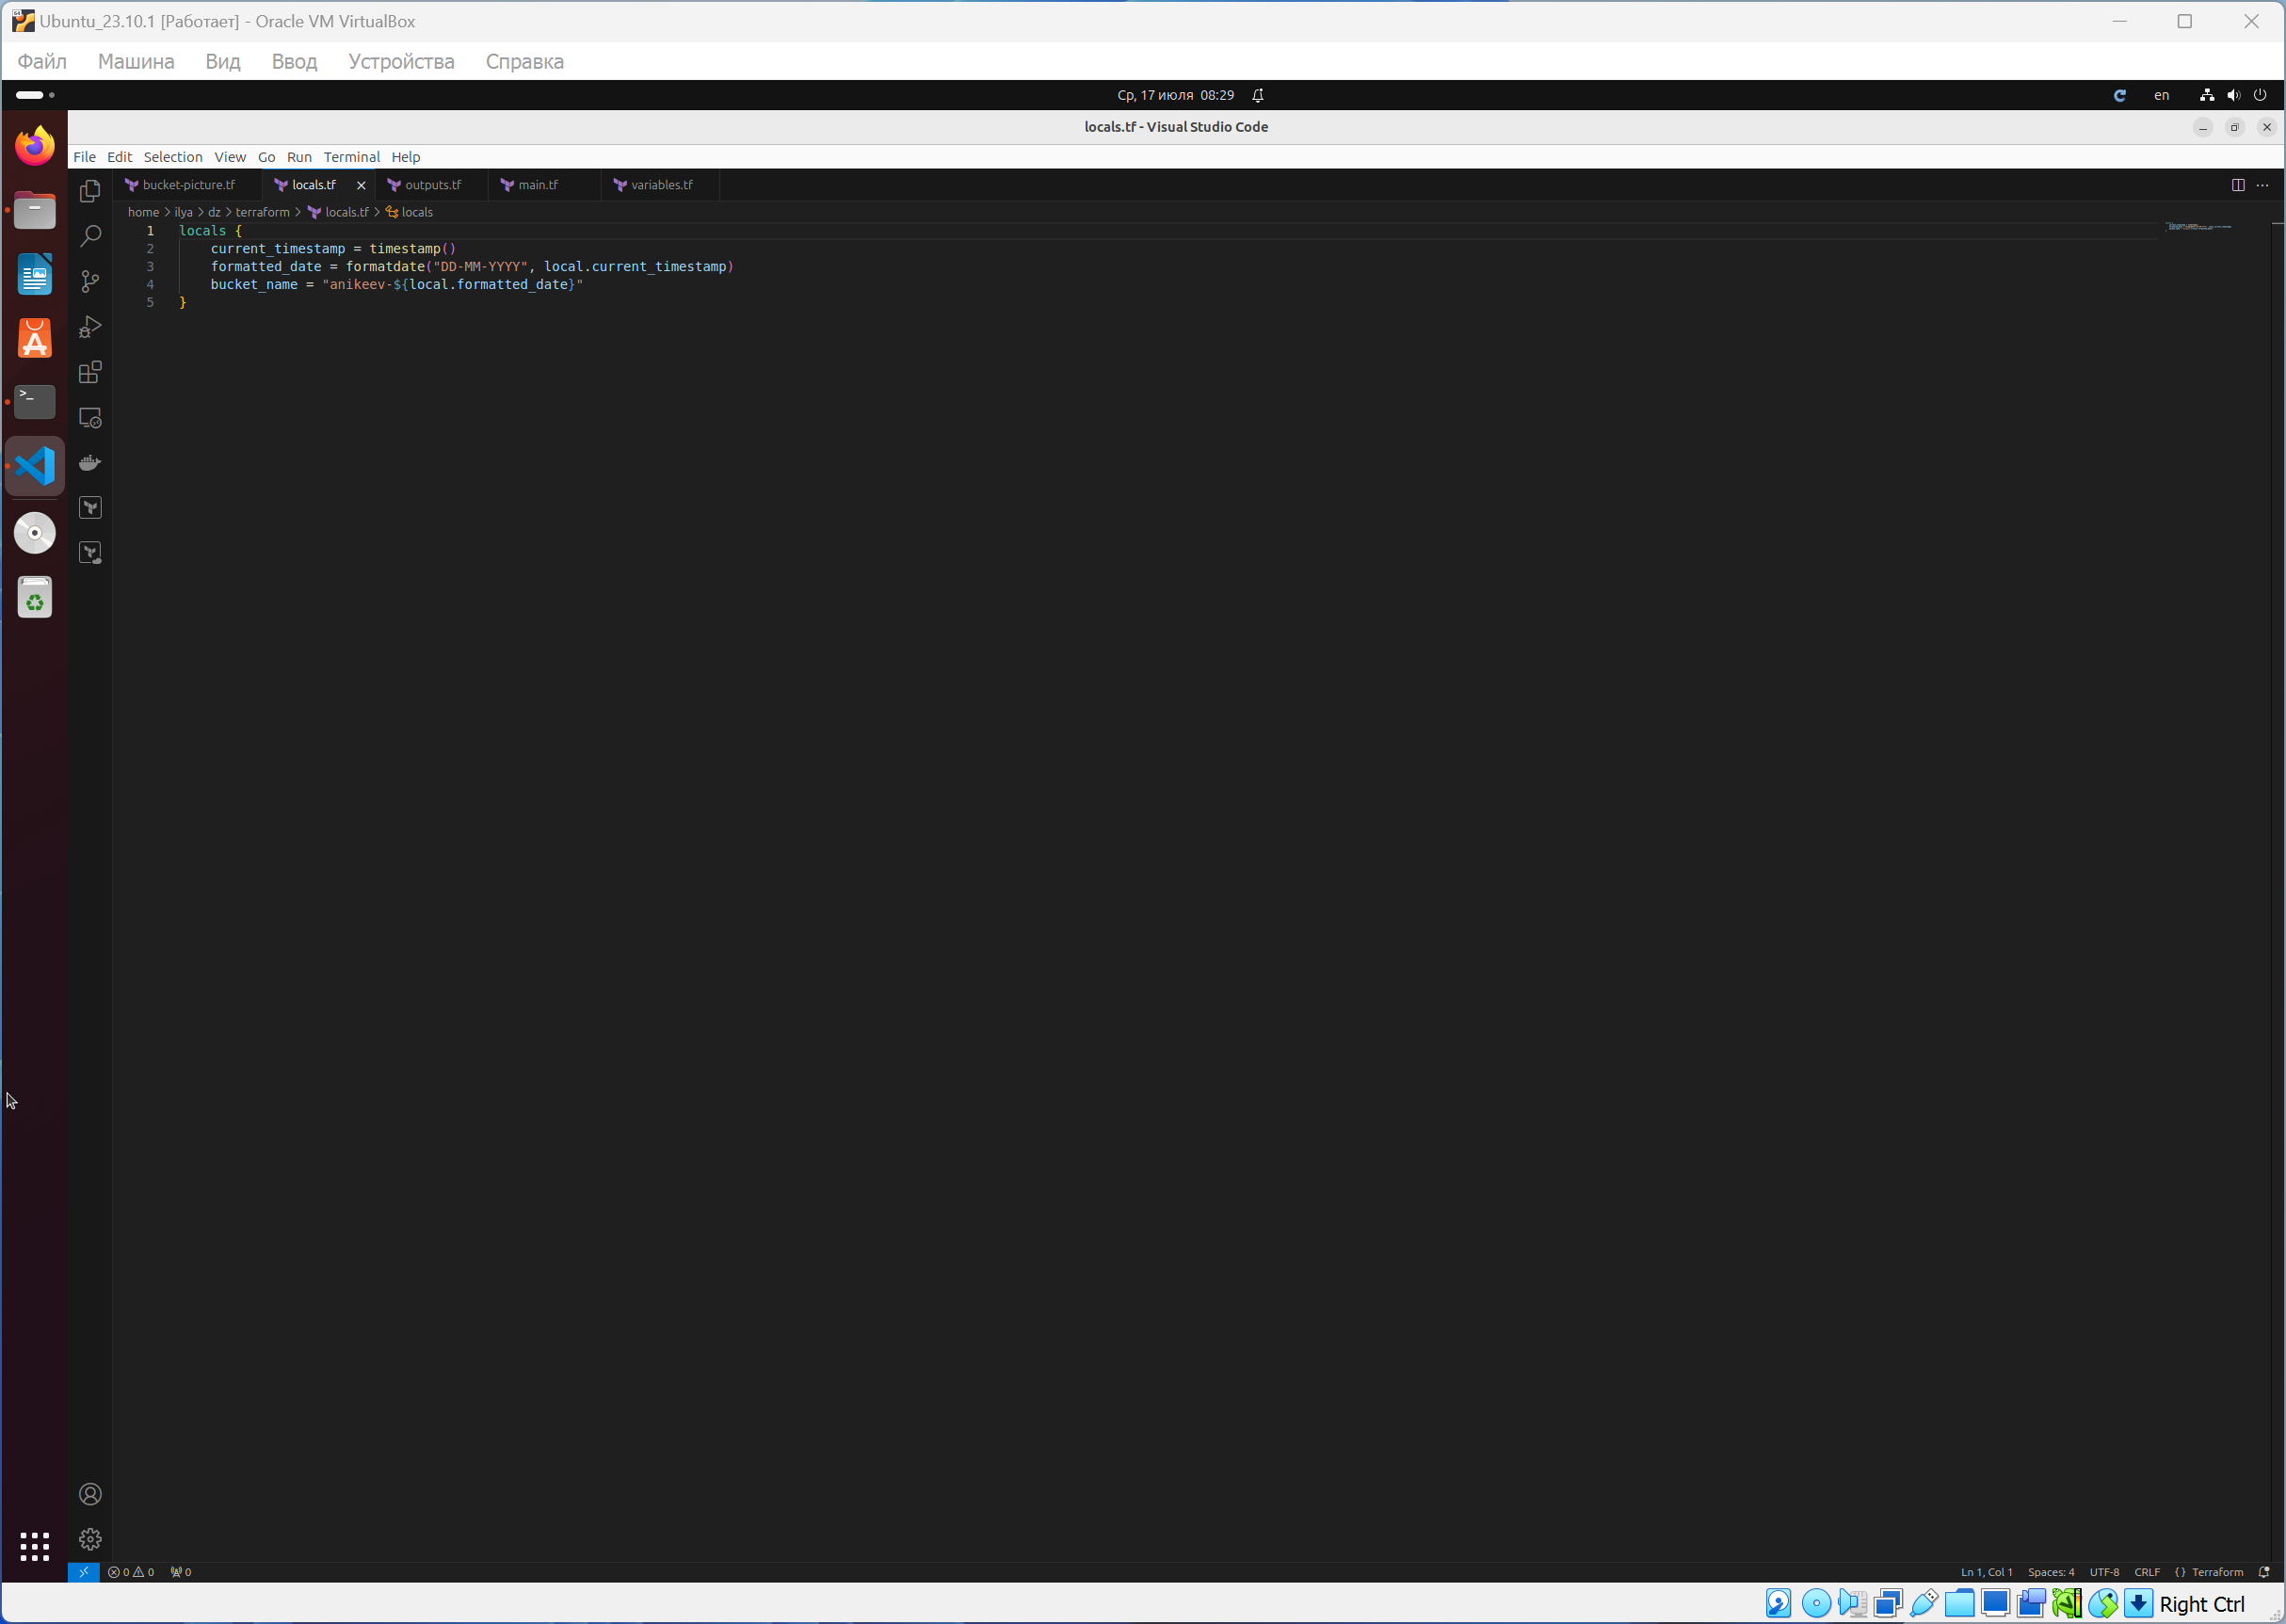 Ubuntu_23.10.1 [Работает] - Oracle VM VirtualBox
Файл Машина Вид Ввод Устройства Справка
Ср, 17 июля 08:29
en
locals.tf - Visual Studio Code
File Edit Selection View Go Run Terminal Help
bucket-picture.tf locals.tf outputs.tf main.tf variables.tf
home > ilya > dz > terraform > locals.tf > locals
1 locals {
2 current_timestamp = timestamp()
3 formatted_date = formatdate("DD-MM-YYYY", local.current_timestamp)
4 bucket_name = "anikeev-${local.formatted_date}"
5 }
0 0 0
Ln 1, Col 1 Spaces: 4 UTF-8 CRLF {} Terraform
Right Ctrl